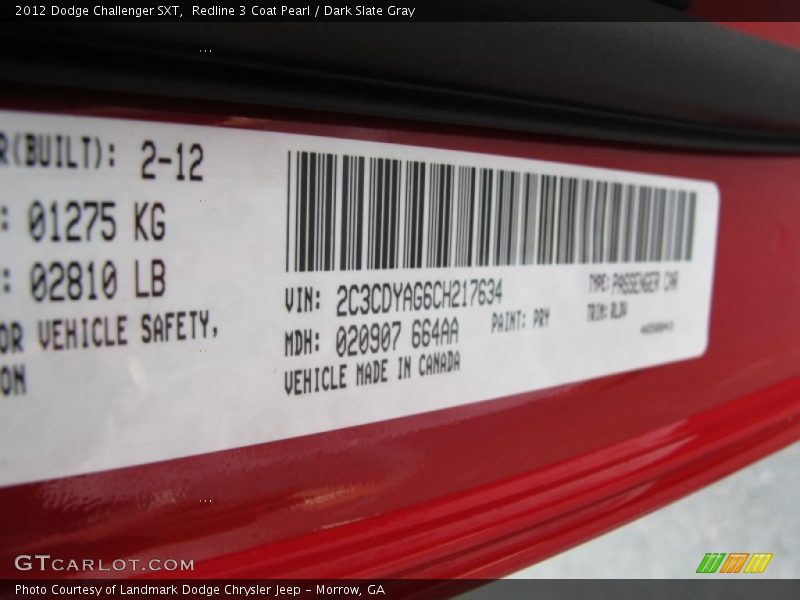 2012 Dodge Challenger SXT,  Redline 3 Coat Pearl / Dark Slate Gray
R(BUILT): 2-12
: 01275 KG
: 02810 LB
OR VEHICLE SAFETY,
ON
VIN: 2C3CDYAG6CH217634
MDH: 020907 664AA
PAINT: PRY
VEHICLE MADE IN CANADA
TYPE: PASSENGER CAR
TRIM:
GTCARLOT.COM
Photo Courtesy of Landmark Dodge Chrysler Jeep - Morrow, GA